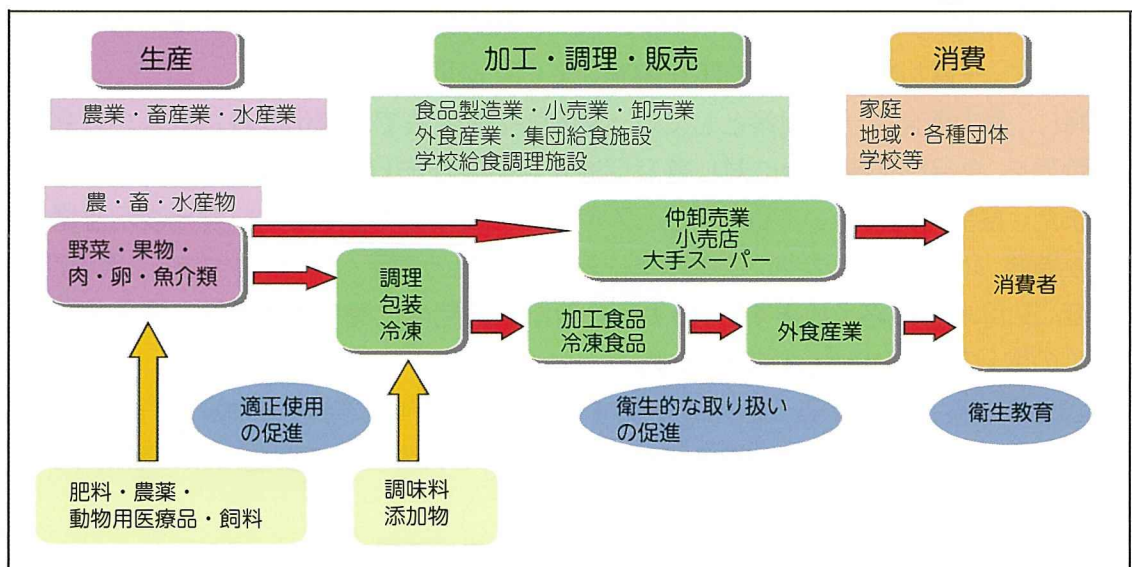 生産
加工・調理・販売
消費
農業・畜産業・水産業
食品製造業・小売業・卸売業
外食産業・集団給食施設
学校給食調理施設
家庭
地域・各種団体
学校等
農・畜・水産物
野菜・果物・
肉・卵・魚介類
仲卸売業
小売店
大手スーパー
調理
包装
冷凍
加工食品
冷凍食品
外食産業
消費者
適正使用
の促進
衛生的な取り扱い
の促進
衛生教育
肥料・農薬・
動物用医療品・飼料
調味料
添加物